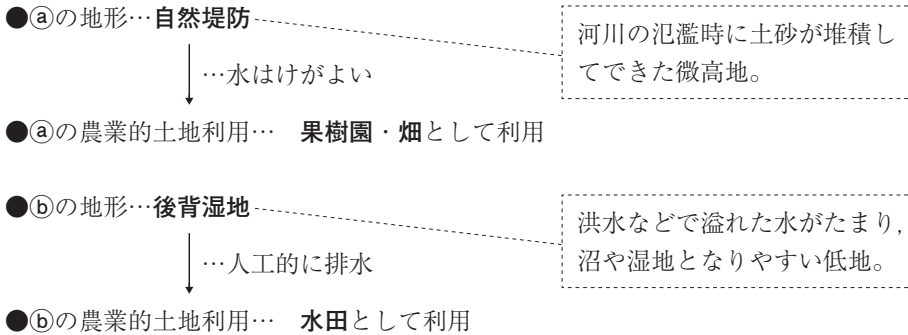 ●ⓐの地形…自然堤防
河川の氾濫時に土砂が堆積し
てできた微高地。
…水はけがよい
●ⓐの農業的土地利用… 果樹園・畑として利用
●ⓑの地形…後背湿地
洪水などで溢れた水がたまり，
沼や湿地となりやすい低地。
…人工的に排水
●ⓑの農業的土地利用… 水田として利用